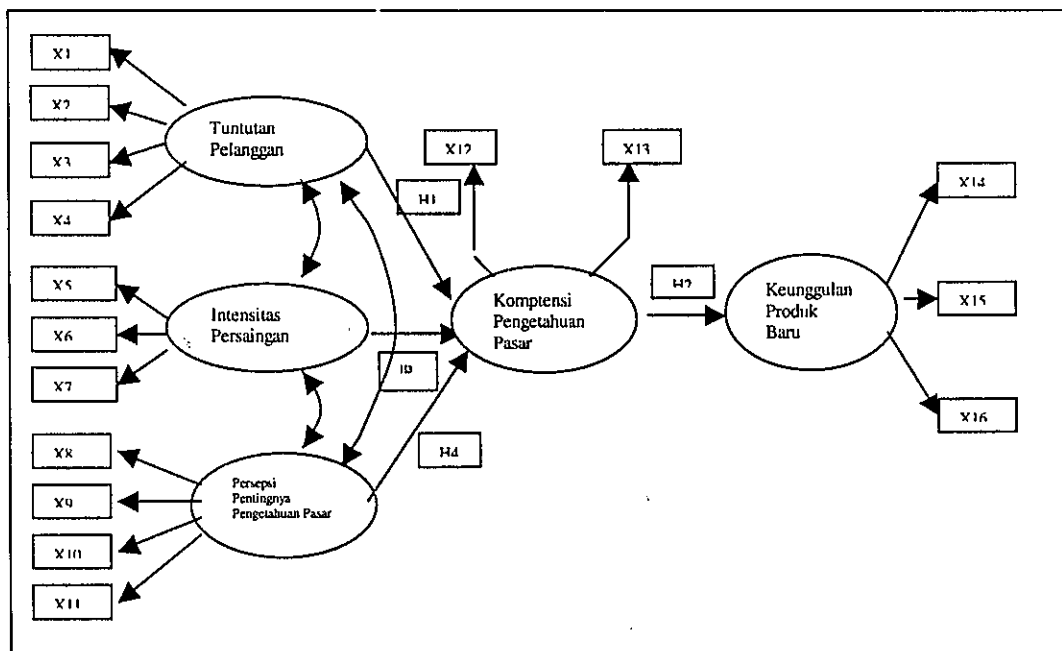 X1
X2
X3
X4
Tuntutan
Pelanggan
X5
X6
X7
Intensitas
Persaingan
X8
X9
X10
X11
Persepsi
Pentingnya
Pengetahuan Pasar
H1
H4
X12
X13
Komptensi
Pengetahuan
Pasar
H2
Keunggulan
Produk
Baru
X14
X15
X16